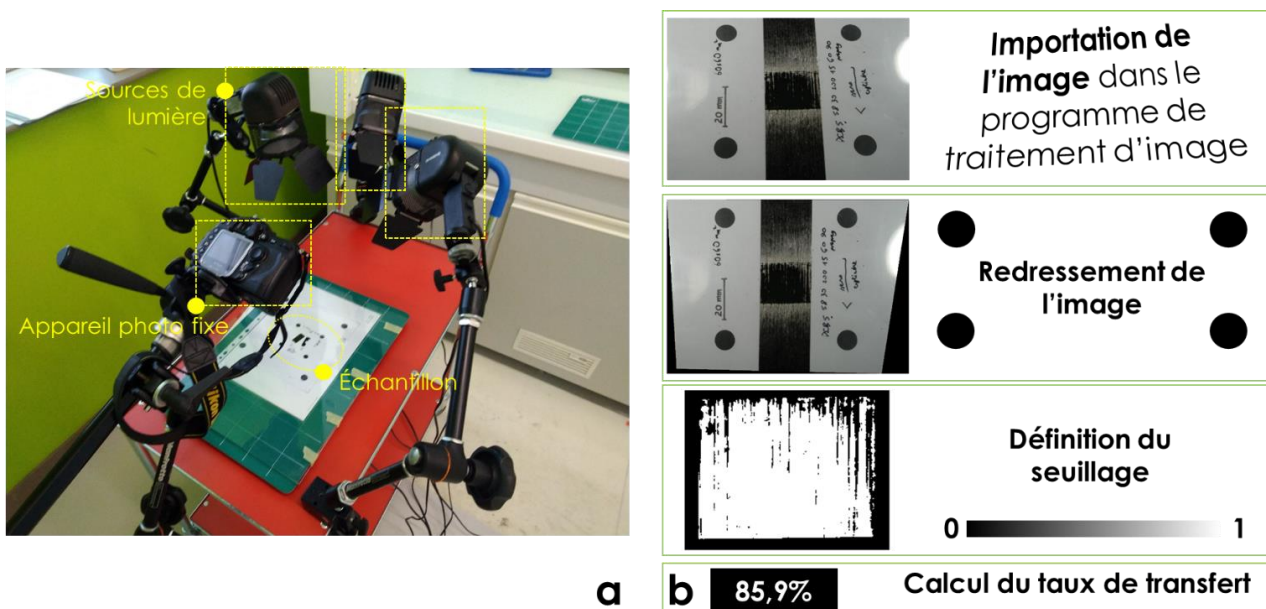 Sources de
lumière
Appareil photo fixe
Échantillon
Nikon
a
Importation de
l'image dans le
programme de
traitement d'image
20 mm
Redressement de
l'image
20 mm
Définition du
seuillage
0
1
b
85,9%
Calcul du taux de transfert